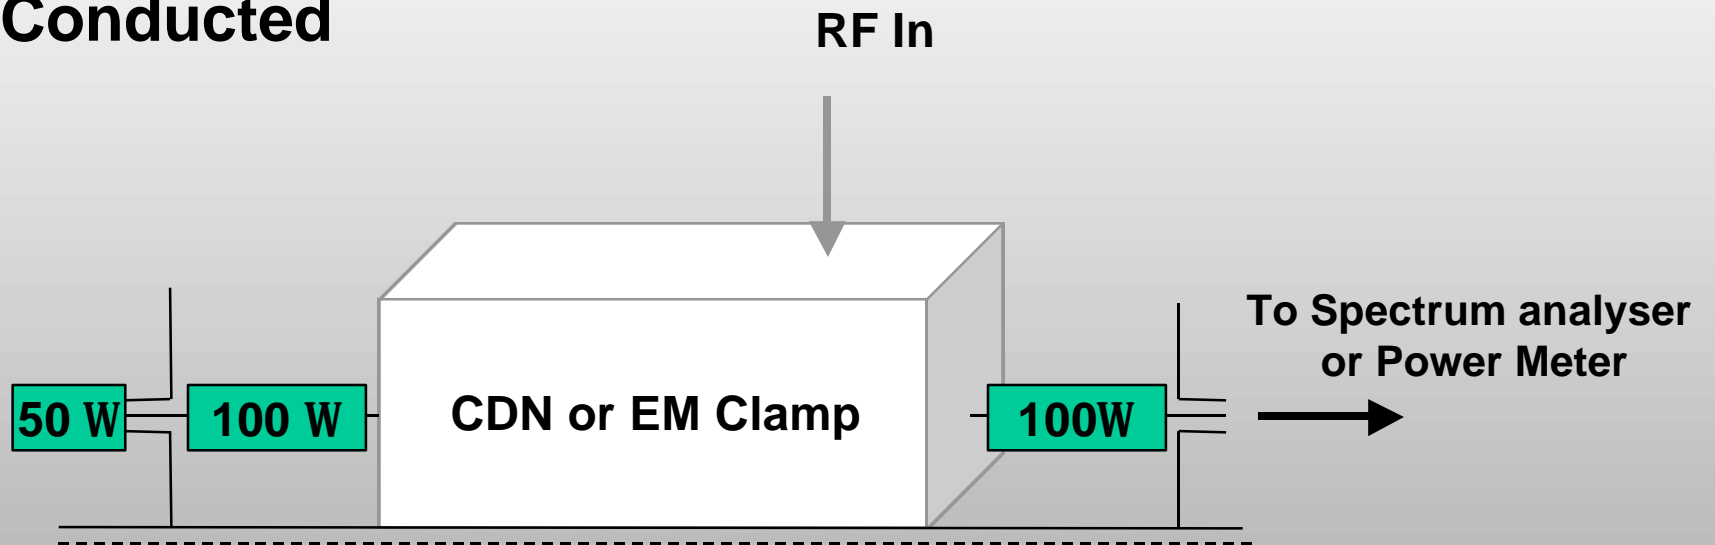 Conducted
RF In
To Spectrum analyser
or Power Meter
50 W
100 W
CDN or EM Clamp
100W